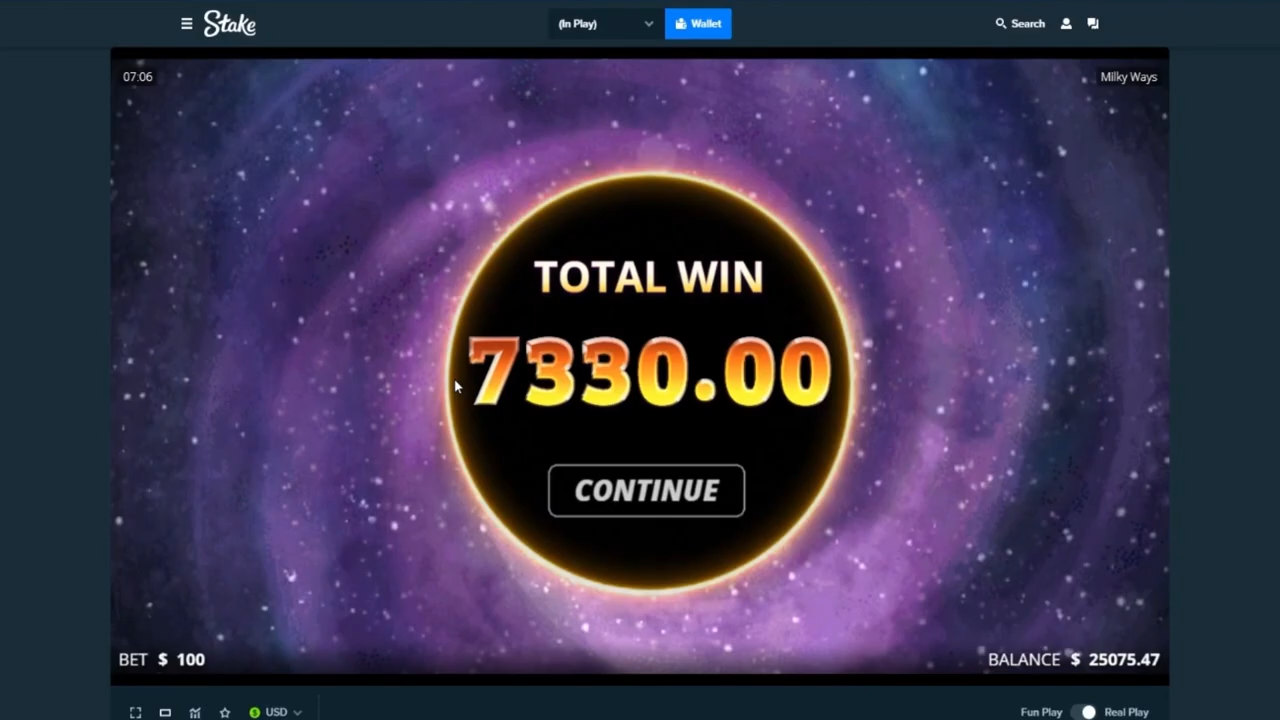 Stake
(In Play)
Wallet
Search
07:06
Milky Ways
TOTAL WIN
7330.00
CONTINUE
BET $ 100
BALANCE $ 25075.47
$ USD
Fun Play
Real Play